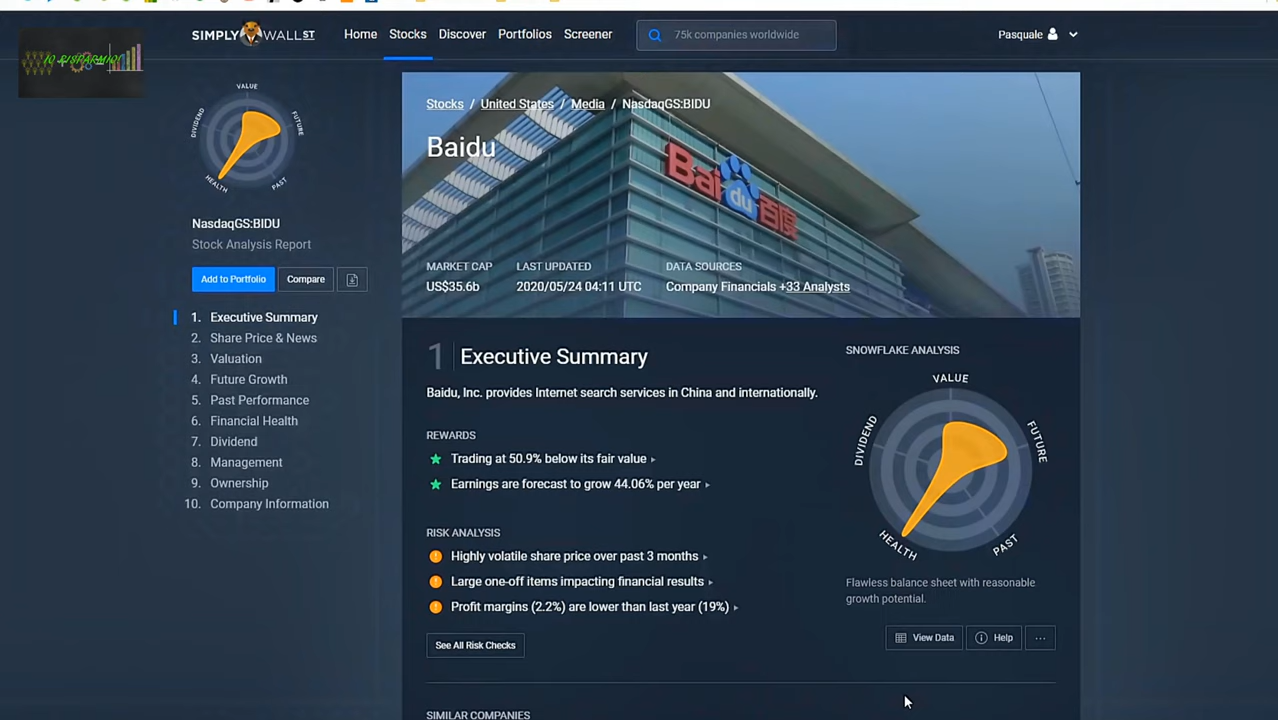 IO RISPARMIO!
SIMPLY WALL ST
Home
Stocks
Discover
Portfolios
Screener
75k companies worldwide
Pasquale
VALUE
FUTURE
PAST
HEALTH
DIVIDEND
NasdaqGS:BIDU
Stock Analysis Report
Add to Portfolio
Compare
1. Executive Summary
2. Share Price & News
3. Valuation
4. Future Growth
5. Past Performance
6. Financial Health
7. Dividend
8. Management
9. Ownership
10. Company Information
Stocks / United States / Media / NasdaqGS:BIDU
Baidu
Baidu百度
MARKET CAP
US$35.6b
LAST UPDATED
2020/05/24 04:11 UTC
DATA SOURCES
Company Financials +33 Analysts
1 Executive Summary
Baidu, Inc. provides Internet search services in China and internationally.
REWARDS
Trading at 50.9% below its fair value
Earnings are forecast to grow 44.06% per year
RISK ANALYSIS
Highly volatile share price over past 3 months
Large one-off items impacting financial results
Profit margins (2.2%) are lower than last year (19%)
See All Risk Checks
SNOWFLAKE ANALYSIS
VALUE
FUTURE
PAST
HEALTH
DIVIDEND
Flawless balance sheet with reasonable
growth potential.
View Data
Help
SIMILAR COMPANIES